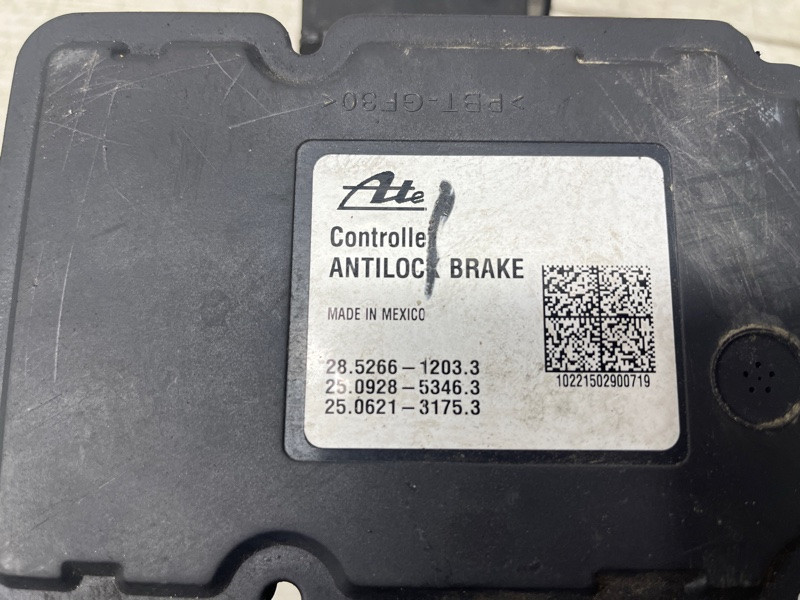 >PBT-GF30<
Ate
Controller
ANTILOCK BRAKE
MADE IN MEXICO
28.5266-1203.3
25.0928-5346.3
25.0621-3175.3
10221502900719